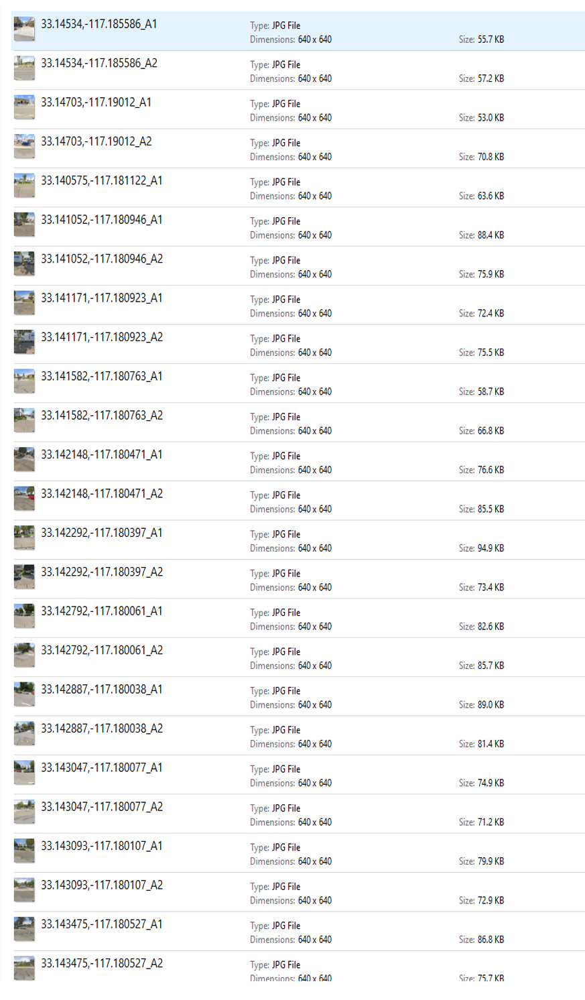 33.14534,-117.185586_A1
Type: JPG File
Dimensions: 640 x 640 Size: 55.7 KB
33.14534,-117.185586_A2
Type: JPG File
Dimensions: 640 x 640 Size: 57.2 KB
33.14703,-117.19012_A1
Type: JPG File
Dimensions: 640 x 640 Size: 53.0 KB
33.14703,-117.19012_A2
Type: JPG File
Dimensions: 640 x 640 Size: 70.8 KB
33.140575,-117.181122_A1
Type: JPG File
Dimensions: 640 x 640 Size: 63.6 KB
33.141052,-117.180946_A1
Type: JPG File
Dimensions: 640 x 640 Size: 88.4 KB
33.141052,-117.180946_A2
Type: JPG File
Dimensions: 640 x 640 Size: 75.9 KB
33.141171,-117.180923_A1
Type: JPG File
Dimensions: 640 x 640 Size: 72.4 KB
33.141171,-117.180923_A2
Type: JPG File
Dimensions: 640 x 640 Size: 75.5 KB
33.141582,-117.180763_A1
Type: JPG File
Dimensions: 640 x 640 Size: 58.7 KB
33.141582,-117.180763_A2
Type: JPG File
Dimensions: 640 x 640 Size: 66.8 KB
33.142148,-117.180471_A1
Type: JPG File
Dimensions: 640 x 640 Size: 76.6 KB
33.142148,-117.180471_A2
Type: JPG File
Dimensions: 640 x 640 Size: 85.5 KB
33.142292,-117.180397_A1
Type: JPG File
Dimensions: 640 x 640 Size: 94.9 KB
33.142292,-117.180397_A2
Type: JPG File
Dimensions: 640 x 640 Size: 73.4 KB
33.142792,-117.180061_A1
Type: JPG File
Dimensions: 640 x 640 Size: 82.6 KB
33.142792,-117.180061_A2
Type: JPG File
Dimensions: 640 x 640 Size: 85.7 KB
33.142887,-117.180038_A1
Type: JPG File
Dimensions: 640 x 640 Size: 89.0 KB
33.142887,-117.180038_A2
Type: JPG File
Dimensions: 640 x 640 Size: 81.4 KB
33.143047,-117.180077_A1
Type: JPG File
Dimensions: 640 x 640 Size: 74.9 KB
33.143047,-117.180077_A2
Type: JPG File
Dimensions: 640 x 640 Size: 71.2 KB
33.143093,-117.180107_A1
Type: JPG File
Dimensions: 640 x 640 Size: 79.9 KB
33.143093,-117.180107_A2
Type: JPG File
Dimensions: 640 x 640 Size: 72.9 KB
33.143475,-117.180527_A1
Type: JPG File
Dimensions: 640 x 640 Size: 86.8 KB
33.143475,-117.180527_A2
Type: JPG File
Dimensions: 640 x 640 Size: 75.7 KB